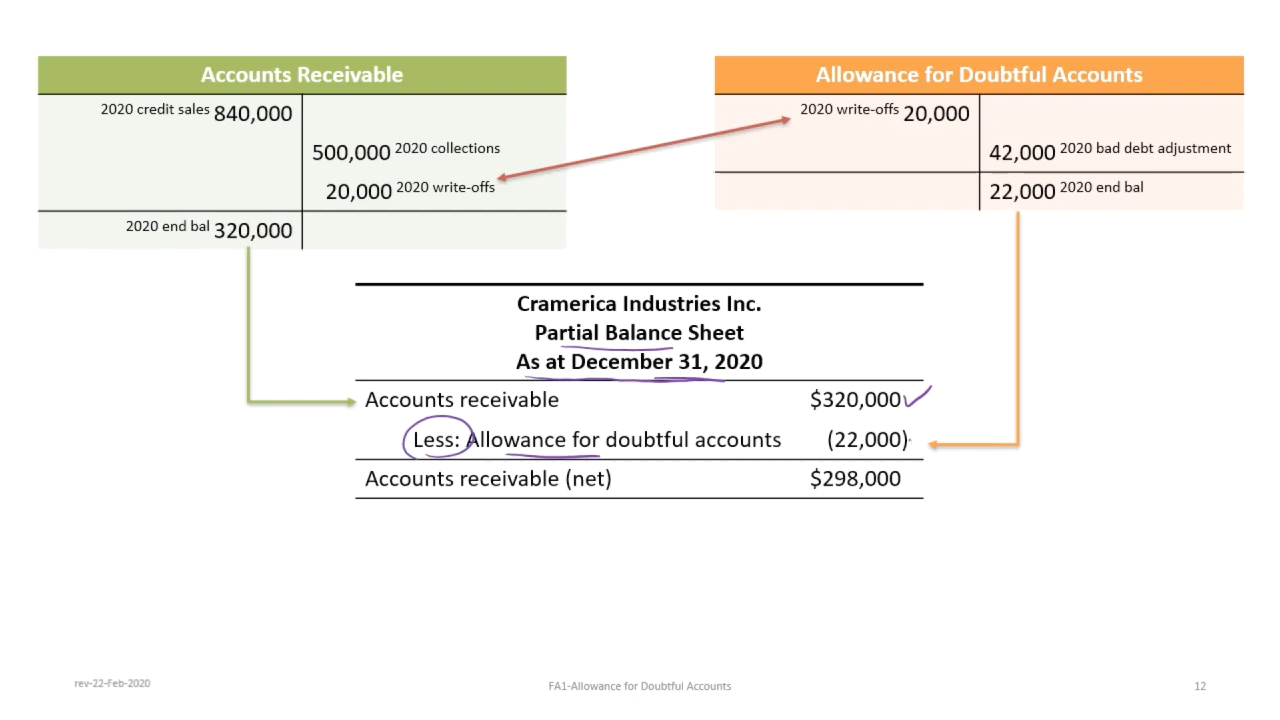 Accounts Receivable
2020 credit sales 840,000
500,000 2020 collections
20,000 2020 write-offs
2020 end bal 320,000
Allowance for Doubtful Accounts
2020 write-offs 20,000
42,000 2020 bad debt adjustment
22,000 2020 end bal
Cramerica Industries Inc.
Partial Balance Sheet
As at December 31, 2020
Accounts receivable $320,000
Less: Allowance for doubtful accounts (22,000)
Accounts receivable (net) $298,000
rev-22-Feb-2020
FA1-Allowance for Doubtful Accounts
12